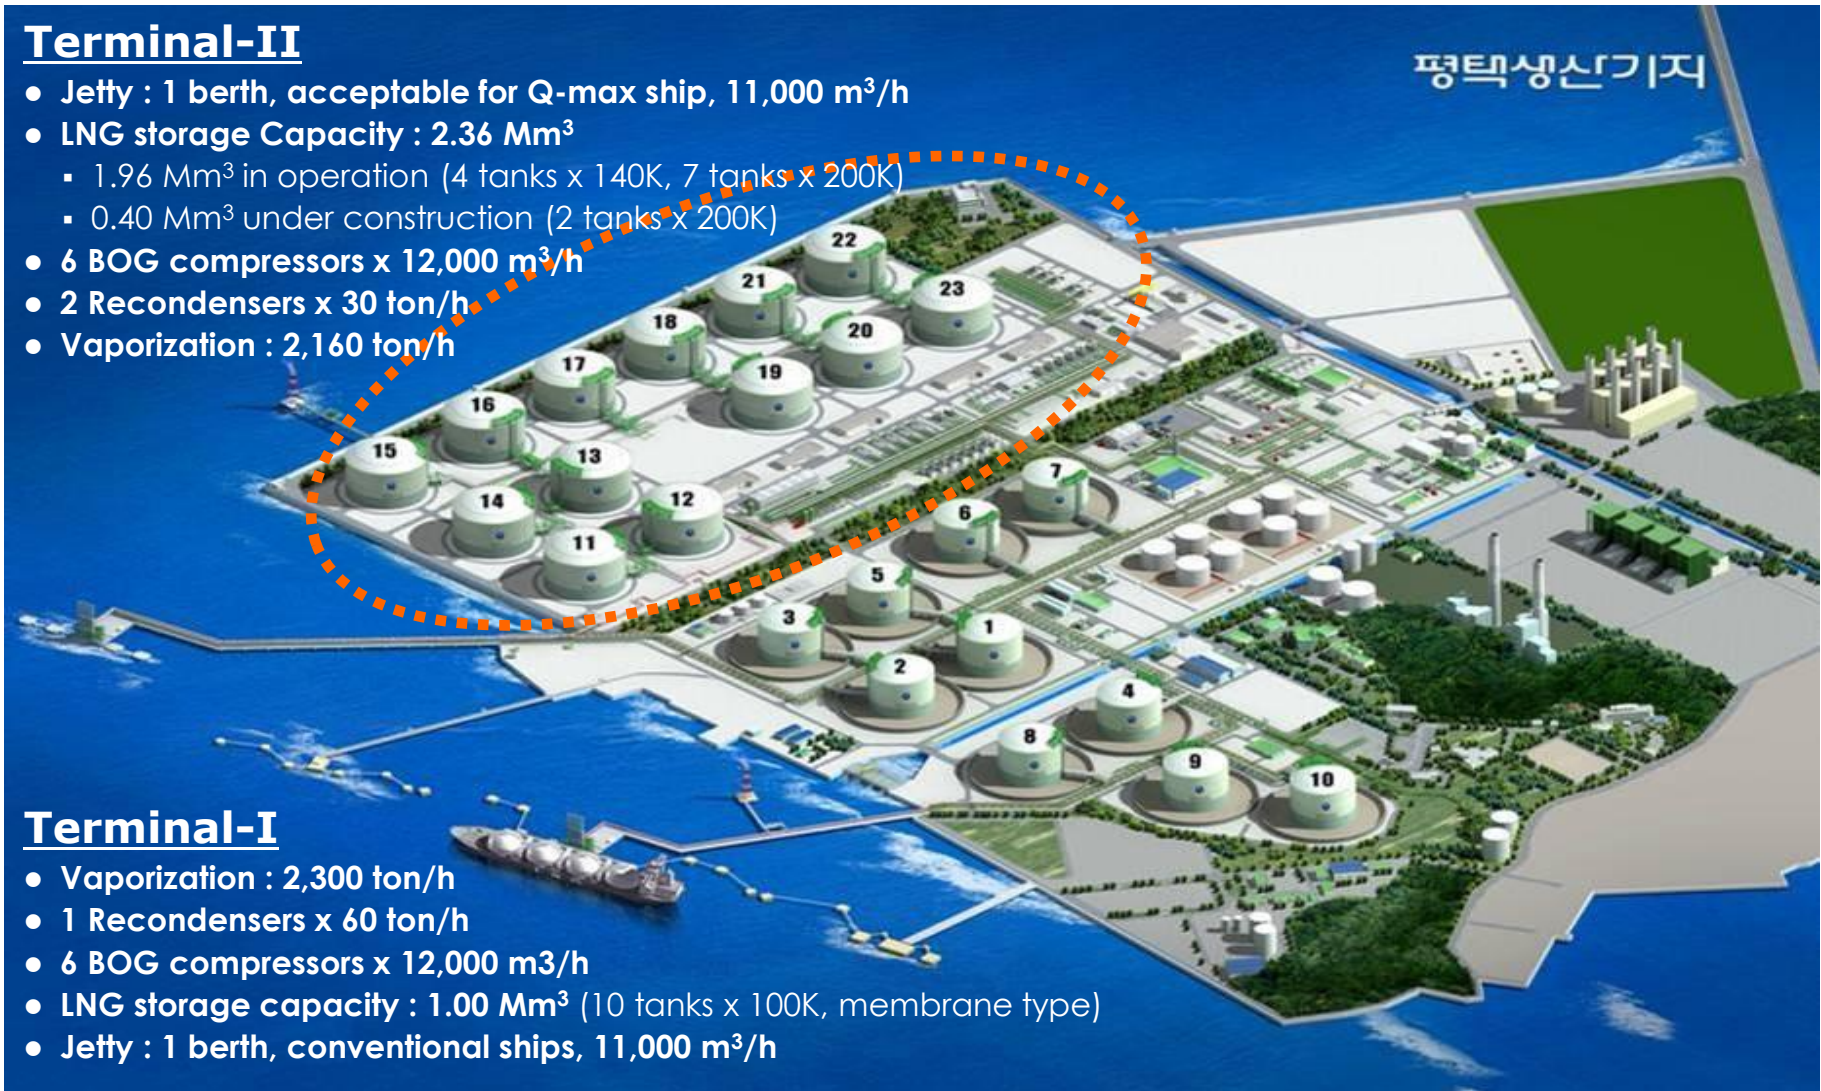 Terminal-II
● Jetty : 1 berth, acceptable for Q-max ship, 11,000 m³/h
● LNG storage Capacity : 2.36 Mm³
▪ 1.96 Mm³ in operation (4 tanks x 140K, 7 tanks x 200K)
▪ 0.40 Mm³ under construction (2 tanks x 200K)
● 6 BOG compressors x 12,000 m³/h
● 2 Recondensers x 30 ton/h
● Vaporization : 2,160 ton/h
평택생산기지
22
21
23
18
20
17
19
16
15
13
14
12
11
7
6
5
3
1
2
4
8
9
10
Terminal-I
● Vaporization : 2,300 ton/h
● 1 Recondensers x 60 ton/h
● 6 BOG compressors x 12,000 m3/h
● LNG storage capacity : 1.00 Mm³ (10 tanks x 100K, membrane type)
● Jetty : 1 berth, conventional ships, 11,000 m³/h